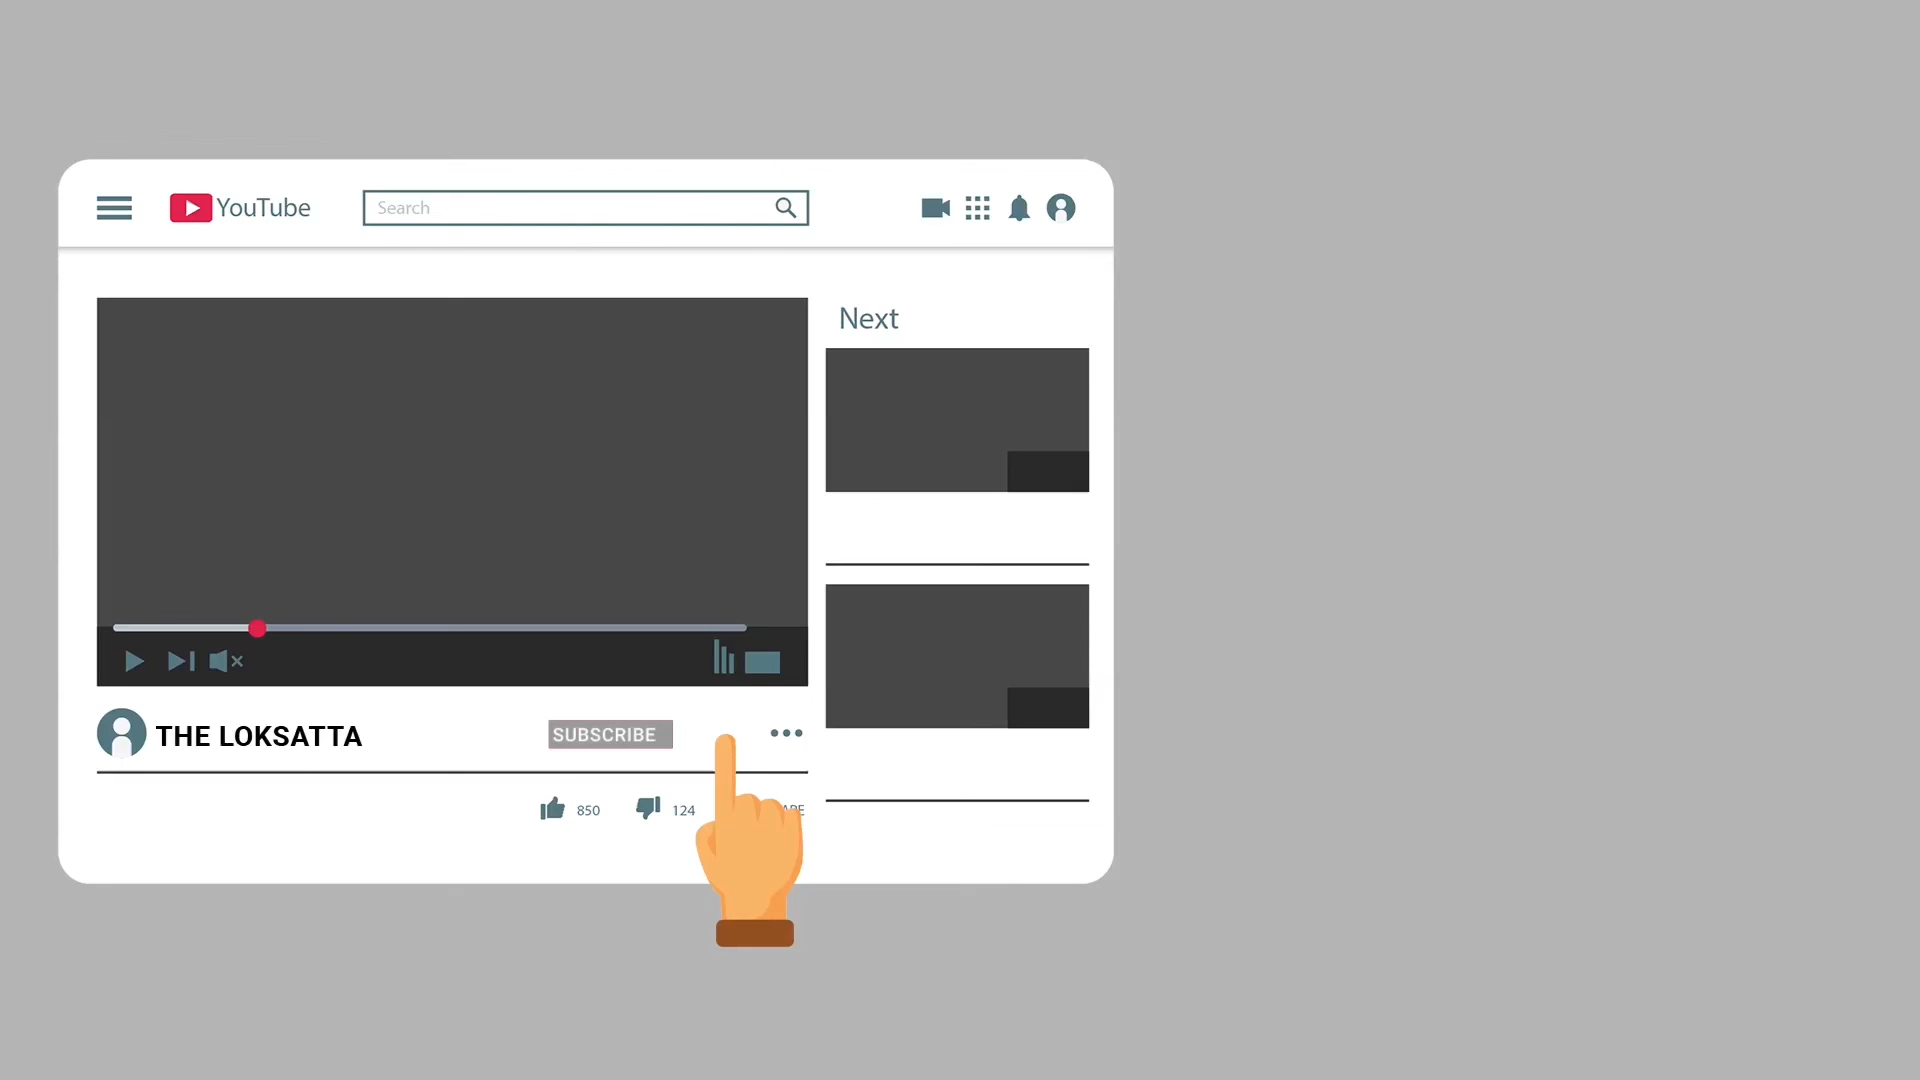 YouTube
Search
Next
THE LOKSATTA
SUBSCRIBE
850
124